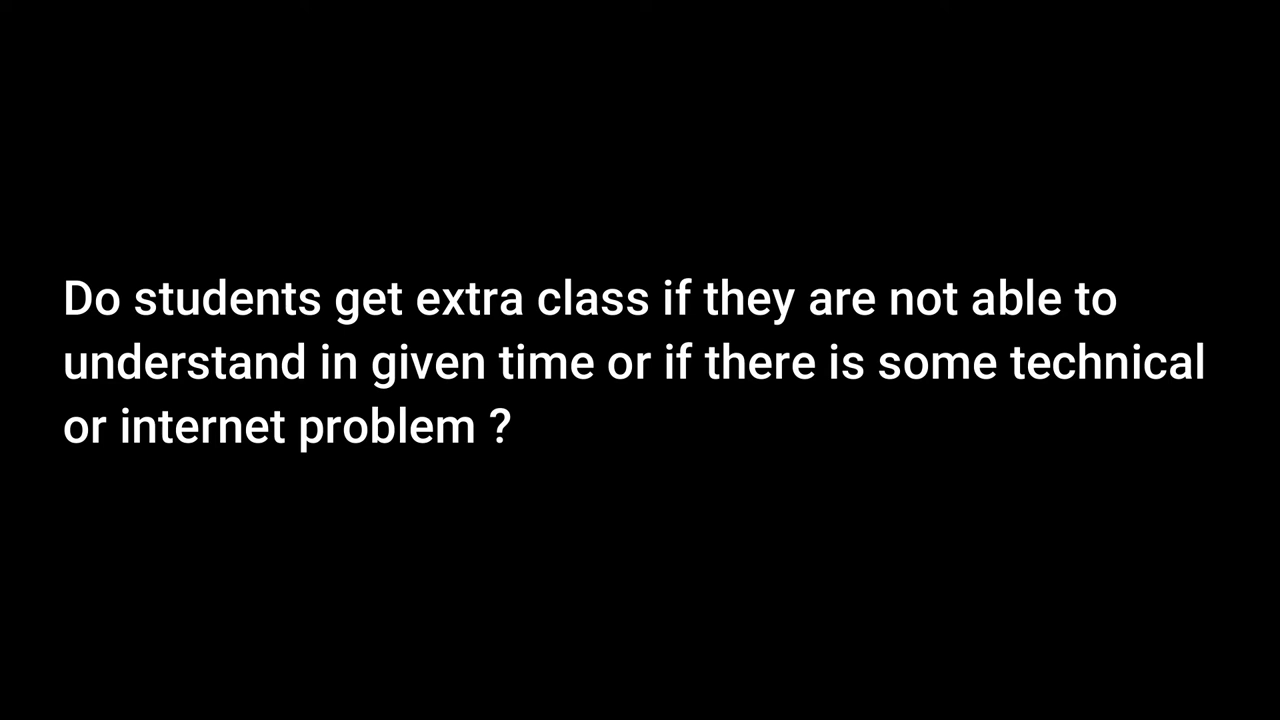 Do students get extra class if they are not able to
understand in given time or if there is some technical
or internet problem ?